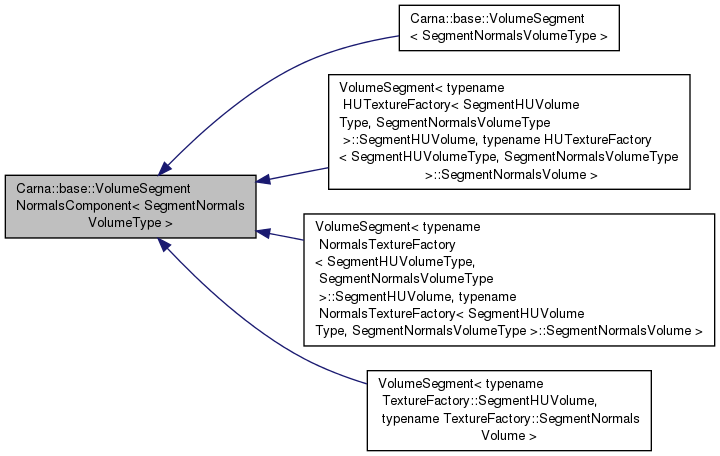 Carna::base::VolumeSegment
< SegmentNormalsVolumeType >
VolumeSegment< typename
HUTextureFactory< SegmentHUVolume
Type, SegmentNormalsVolumeType
>::SegmentHUVolume, typename HUTextureFactory
< SegmentHUVolumeType, SegmentNormalsVolumeType
>::SegmentNormalsVolume >
Carna::base::VolumeSegment
NormalsComponent< SegmentNormals
VolumeType >
VolumeSegment< typename
NormalsTextureFactory
< SegmentHUVolumeType,
SegmentNormalsVolumeType
>::SegmentHUVolume, typename
NormalsTextureFactory< SegmentHUVolume
Type, SegmentNormalsVolumeType >::SegmentNormalsVolume >
VolumeSegment< typename
TextureFactory::SegmentHUVolume,
typename TextureFactory::SegmentNormals
Volume >